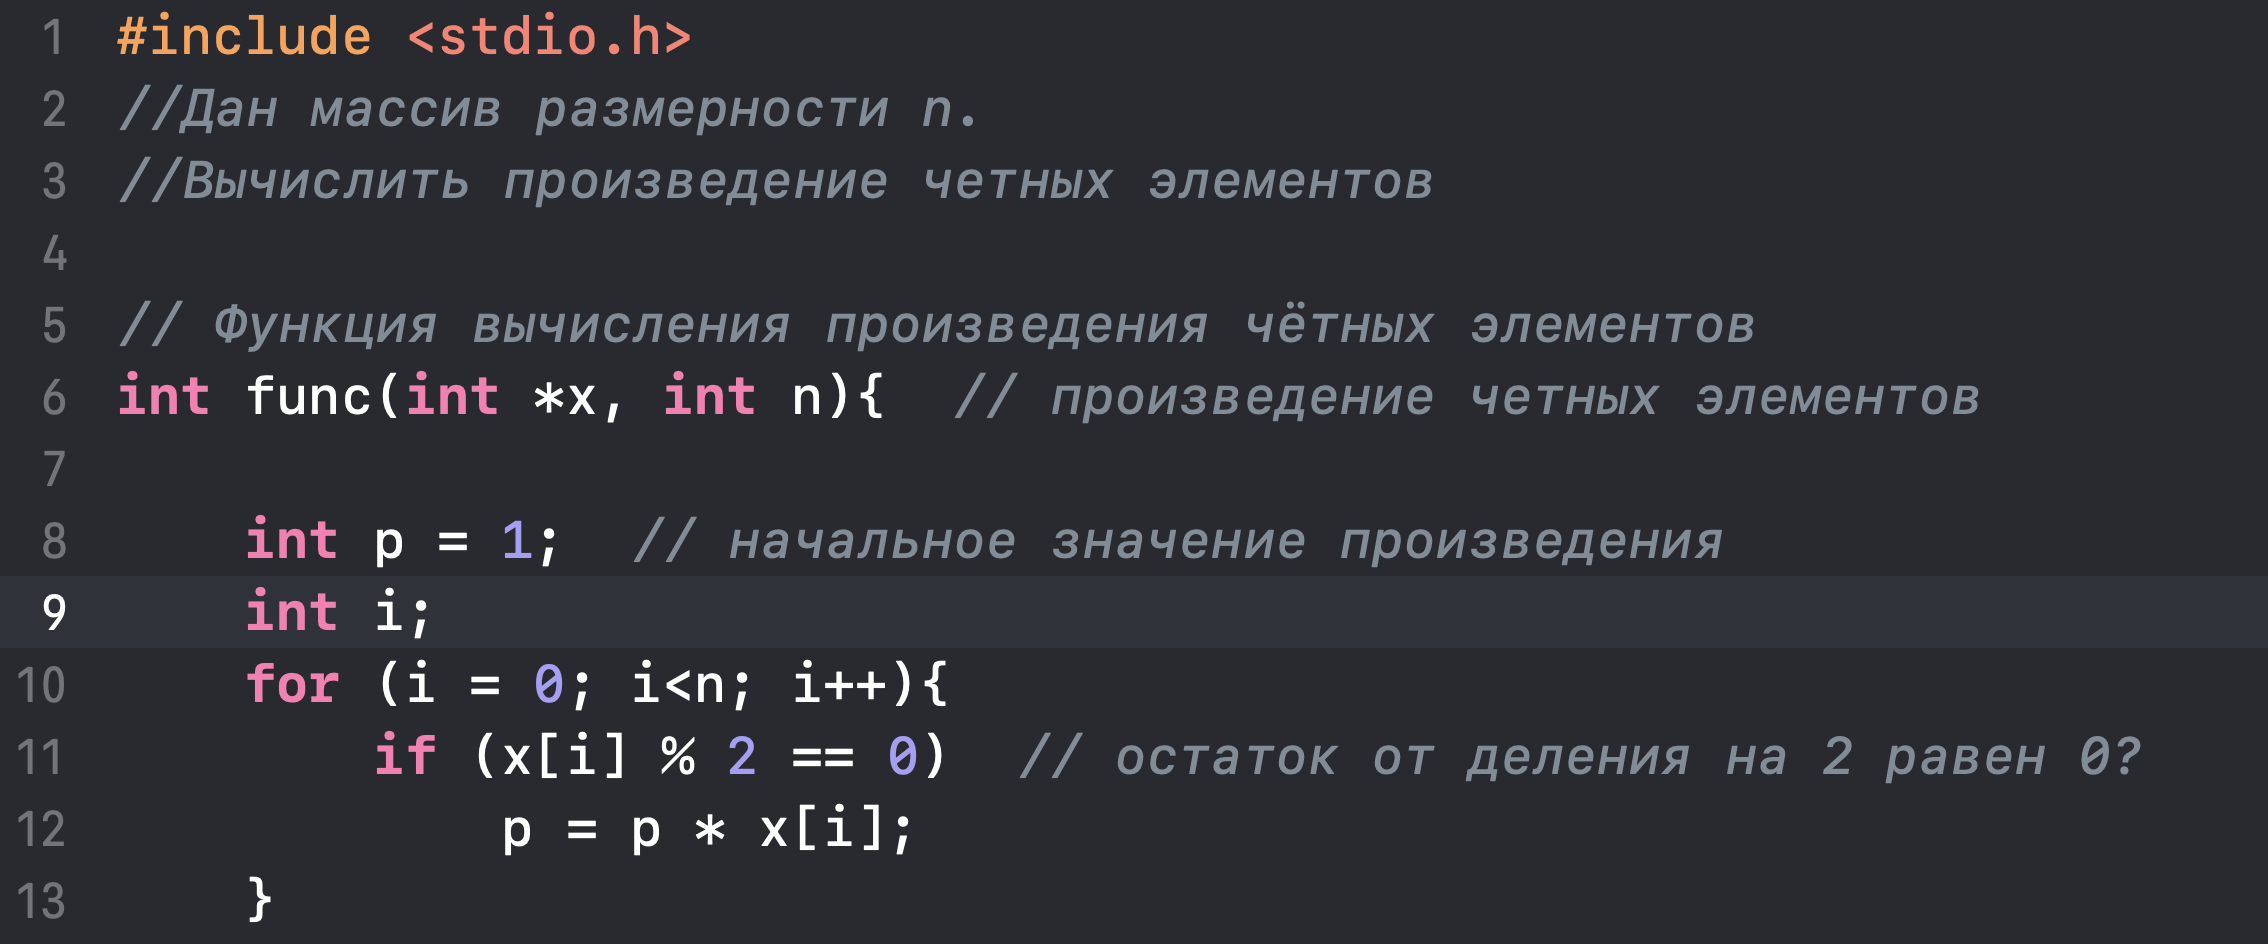 1 #include <stdio.h>
2 //Дан массив размерности n.
3 //Вычислить произведение четных элементов
4
5 // Функция вычисления произведения чётных элементов
6 int func(int *x, int n){  // произведение четных элементов
7
8     int p = 1;  // начальное значение произведения
9     int i;
10     for (i = 0; i<n; i++){
11         if (x[i] % 2 == 0)  // остаток от деления на 2 равен 0?
12             p = p * x[i];
13     }